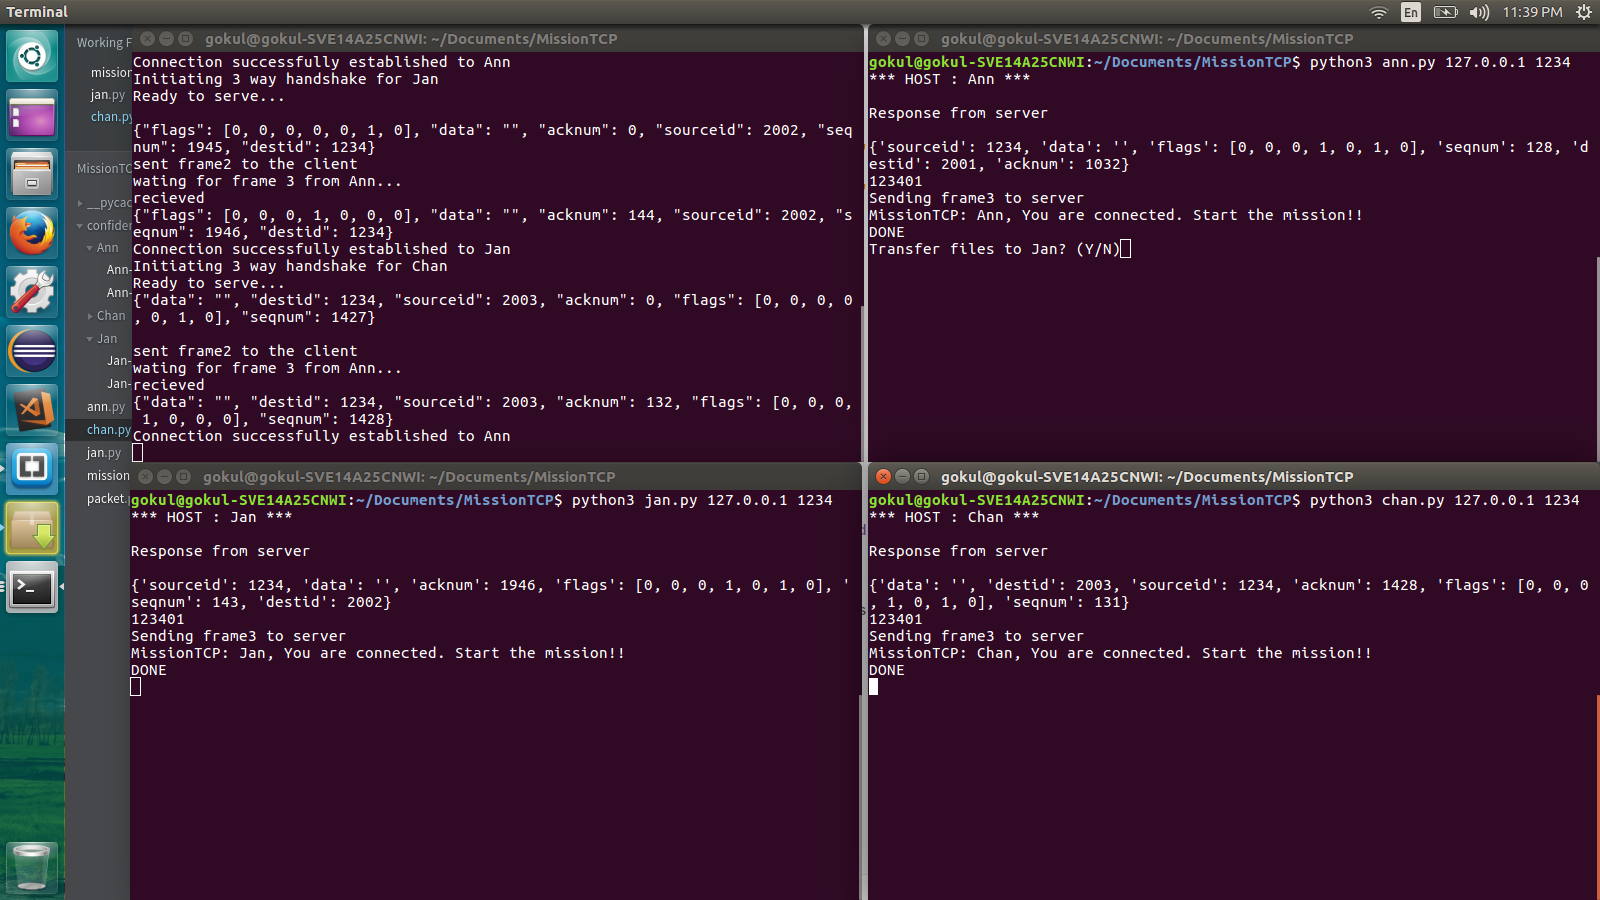 Terminal
En
11:39 PM
Working F
mission
jan.py
chan.py
MissionTC
__pycac
confider
Ann
Ann-
Ann-
Chan
Jan
Jan-
Jan-
ann.py
chan.py
jan.py
mission
packet.
gokul@gokul-SVE14A25CNWI: ~/Documents/MissionTCP
Connection successfully established to Ann
Initiating 3 way handshake for Jan
Ready to serve...
{"flags": [0, 0, 0, 0, 0, 1, 0], "data": "", "acknum": 0, "sourceid": 2002, "seq
num": 1945, "destid": 1234}
sent frame2 to the client
wating for frame 3 from Ann...
recieved
{"flags": [0, 0, 0, 1, 0, 0, 0], "data": "", "acknum": 144, "sourceid": 2002, "s
eqnum": 1946, "destid": 1234}
Connection successfully established to Jan
Initiating 3 way handshake for Chan
Ready to serve...
{"data": "", "destid": 1234, "sourceid": 2003, "acknum": 0, "flags": [0, 0, 0, 0
, 0, 1, 0], "seqnum": 1427}
sent frame2 to the client
wating for frame 3 from Ann...
recieved
{"data": "", "destid": 1234, "sourceid": 2003, "acknum": 132, "flags": [0, 0, 0,
 1, 0, 0, 0], "seqnum": 1428}
Connection successfully established to Ann
gokul@gokul-SVE14A25CNWI: ~/Documents/MissionTCP
gokul@gokul-SVE14A25CNWI:~/Documents/MissionTCP$ python3 ann.py 127.0.0.1 1234
*** HOST : Ann ***
Response from server
{'sourceid': 1234, 'data': '', 'flags': [0, 0, 0, 1, 0, 1, 0], 'seqnum': 128, 'd
estid': 2001, 'acknum': 1032}
123401
Sending frame3 to server
MissionTCP: Ann, You are connected. Start the mission!!
DONE
Transfer files to Jan? (Y/N)
gokul@gokul-SVE14A25CNWI: ~/Documents/MissionTCP
gokul@gokul-SVE14A25CNWI:~/Documents/MissionTCP$ python3 jan.py 127.0.0.1 1234
*** HOST : Jan ***
Response from server
{'sourceid': 1234, 'data': '', 'acknum': 1946, 'flags': [0, 0, 0, 1, 0, 1, 0], '
seqnum': 143, 'destid': 2002}
123401
Sending frame3 to server
MissionTCP: Jan, You are connected. Start the mission!!
DONE
gokul@gokul-SVE14A25CNWI: ~/Documents/MissionTCP
gokul@gokul-SVE14A25CNWI:~/Documents/MissionTCP$ python3 chan.py 127.0.0.1 1234
*** HOST : Chan ***
Response from server
{'data': '', 'destid': 2003, 'sourceid': 1234, 'acknum': 1428, 'flags': [0, 0, 0
, 1, 0, 1, 0], 'seqnum': 131}
123401
Sending frame3 to server
MissionTCP: Chan, You are connected. Start the mission!!
DONE